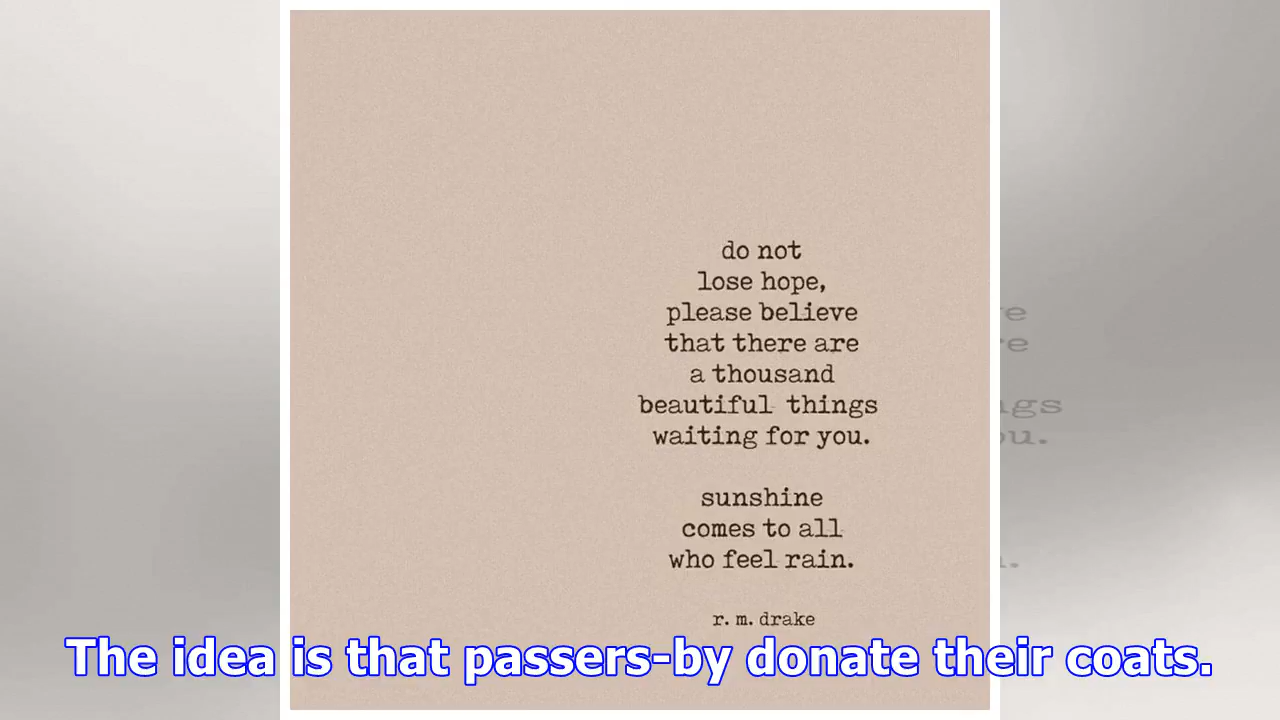 do not
lose hope,
please believe
that there are
a thousand
beautiful things
waiting for you.
sunshine
comes to all
who feel rain.
r. m. drake
The idea is that passers-by donate their coats.